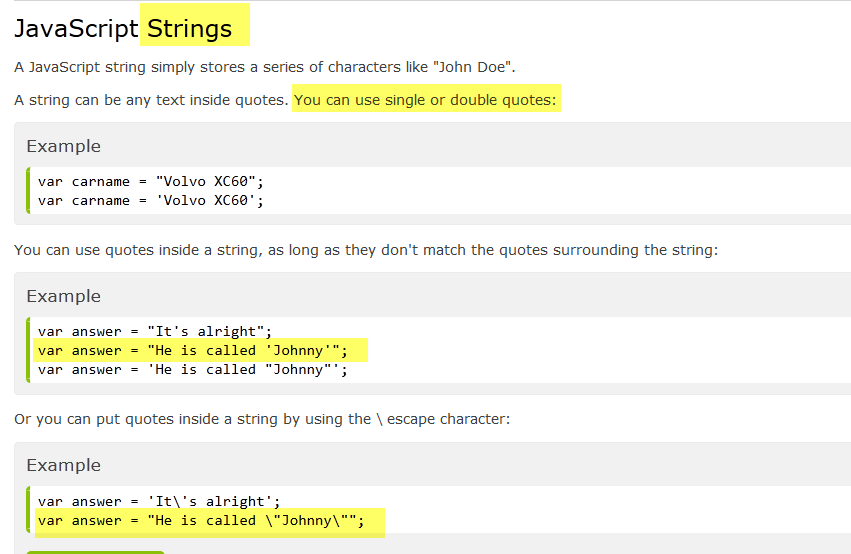 JavaScript Strings
A JavaScript string simply stores a series of characters like "John Doe".
A string can be any text inside quotes. You can use single or double quotes:
Example
var carname = "Volvo XC60";
var carname = 'Volvo XC60';
You can use quotes inside a string, as long as they don't match the quotes surrounding the string:
Example
var answer = "It's alright";
var answer = "He is called 'Johnny'";
var answer = 'He is called "Johnny"';
Or you can put quotes inside a string by using the \ escape character:
Example
var answer = 'It\'s alright';
var answer = "He is called \"Johnny\"";